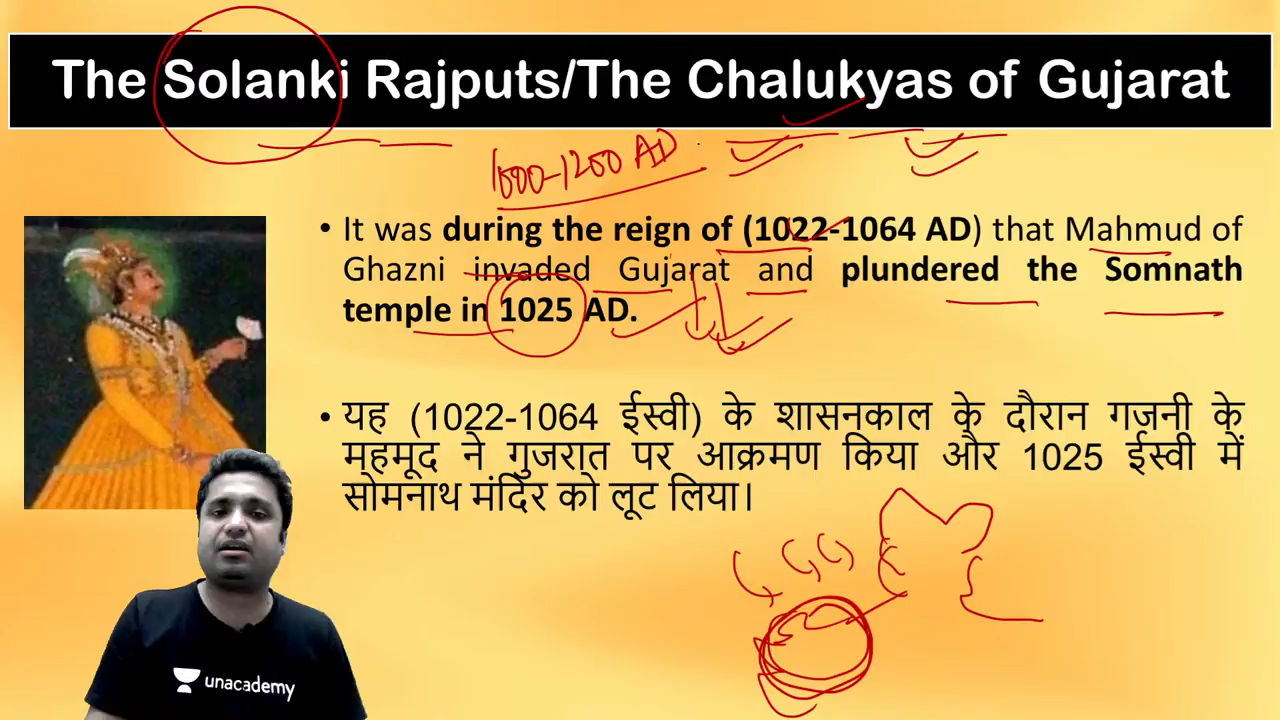 The Solanki Rajputs/The Chalukyas of Gujarat
1000-1200 AD
• It was during the reign of (1022-1064 AD) that Mahmud of
Ghazni invaded Gujarat and plundered the Somnath
temple in 1025 AD.
• यह (1022-1064 ईस्वी) के शासनकाल के दौरान गजनी के
महमूद ने गुजरात पर आक्रमण किया और 1025 ईस्वी में
सोमनाथ मंदिर को लूट लिया।
unacademy